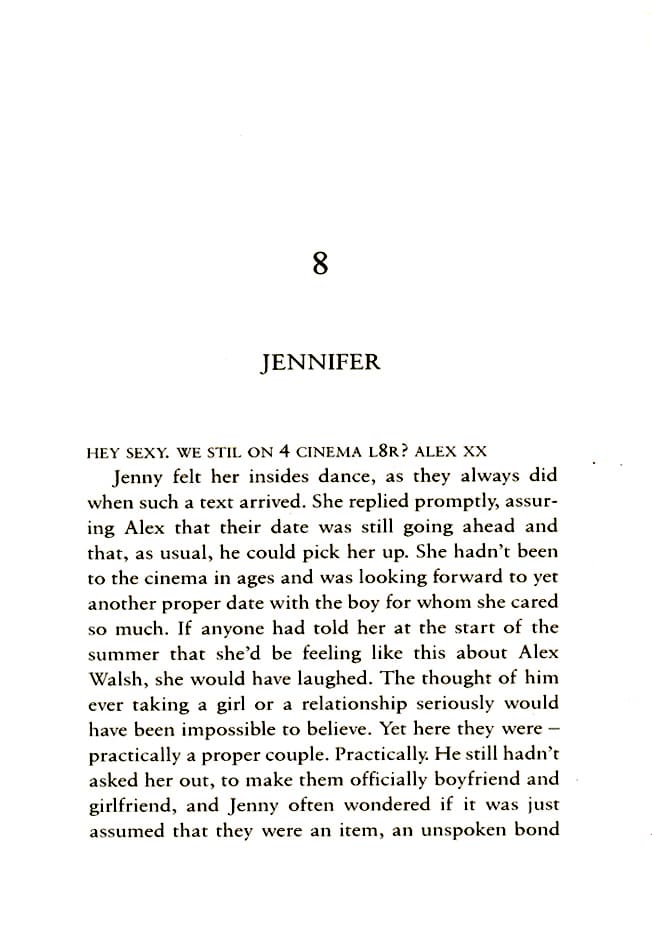 8
JENNIFER
HEY SEXY. WE STIL ON 4 CINEMA L8R? ALEX XX
Jenny felt her insides dance, as they always did
when such a text arrived. She replied promptly, assur-
ing Alex that their date was still going ahead and
that, as usual, he could pick her up. She hadn't been
to the cinema in ages and was looking forward to yet
another proper date with the boy for whom she cared
so much. If anyone had told her at the start of the
summer that she'd be feeling like this about Alex
Walsh, she would have laughed. The thought of him
ever taking a girl or a relationship seriously would
have been impossible to believe. Yet here they were –
practically a proper couple. Practically. He still hadn't
asked her out, to make them officially boyfriend and
girlfriend, and Jenny often wondered if it was just
assumed that they were an item, an unspoken bond